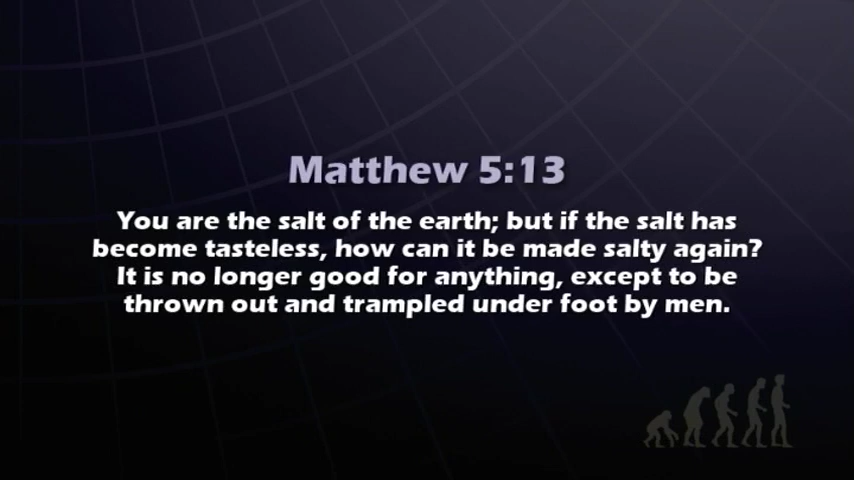 Matthew 5:13
You are the salt of the earth; but if the salt has
become tasteless, how can it be made salty again?
It is no longer good for anything, except to be
thrown out and trampled under foot by men.